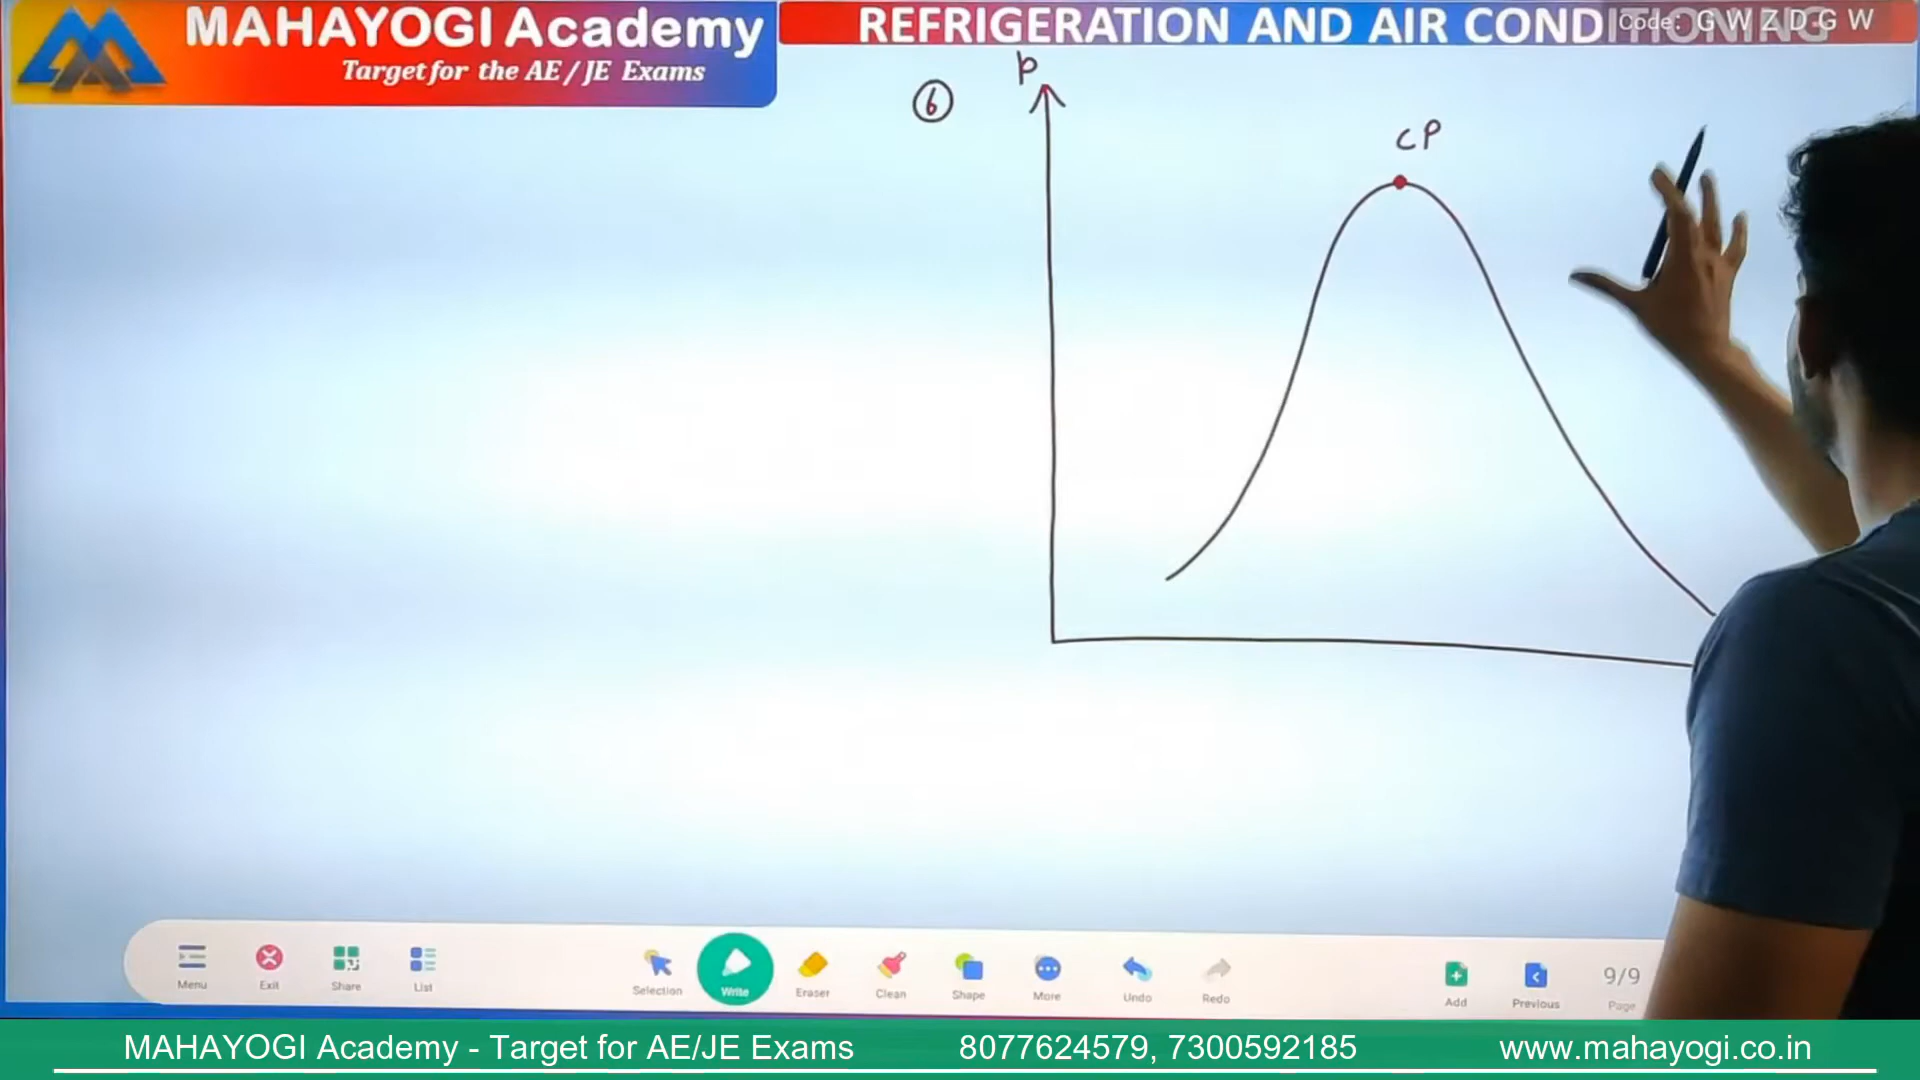 MAHAYOGI Academy
Target for the AE/JE Exams
REFRIGERATION AND AIR CONDITIONING
Code: G W Z D G W
p
6
CP
Menu
Exit
Share
List
Selection
Write
Eraser
Clean
Shape
More
Undo
Redo
Add
Previous
9/9
Page
MAHAYOGI Academy - Target for AE/JE Exams 8077624579, 7300592185 www.mahayogi.co.in